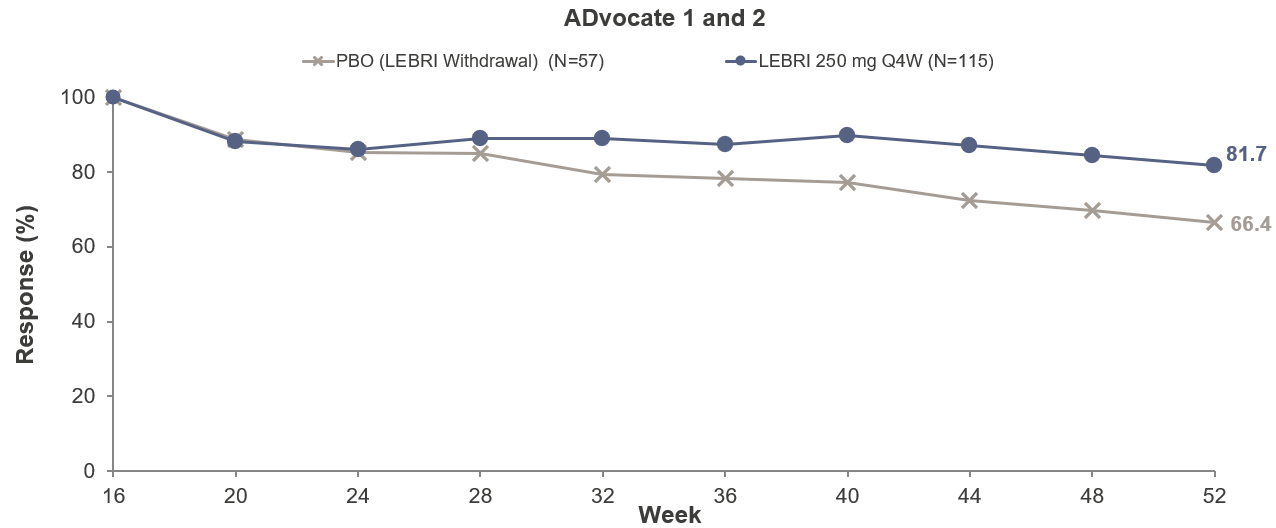 ADvocate 1 and 2
PBO (LEBRI Withdrawal)  (N=57)
LEBRI 250 mg Q4W (N=115)
Response (%)
100
80
60
40
20
0
81.7
66.4
16 20 24 28 32 36 40 44 48 52
Week